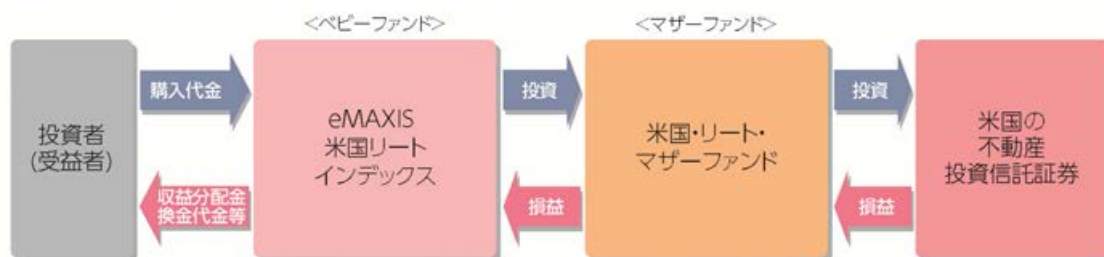 <ベビーファンド>
<マザーファンド>
投資者
(受益者)
購入代金
収益分配金
換金代金等
eMAXIS
米国リート
インデックス
投資
損益
米国・リート・
マザーファンド
投資
損益
米国の
不動産
投資信託証券